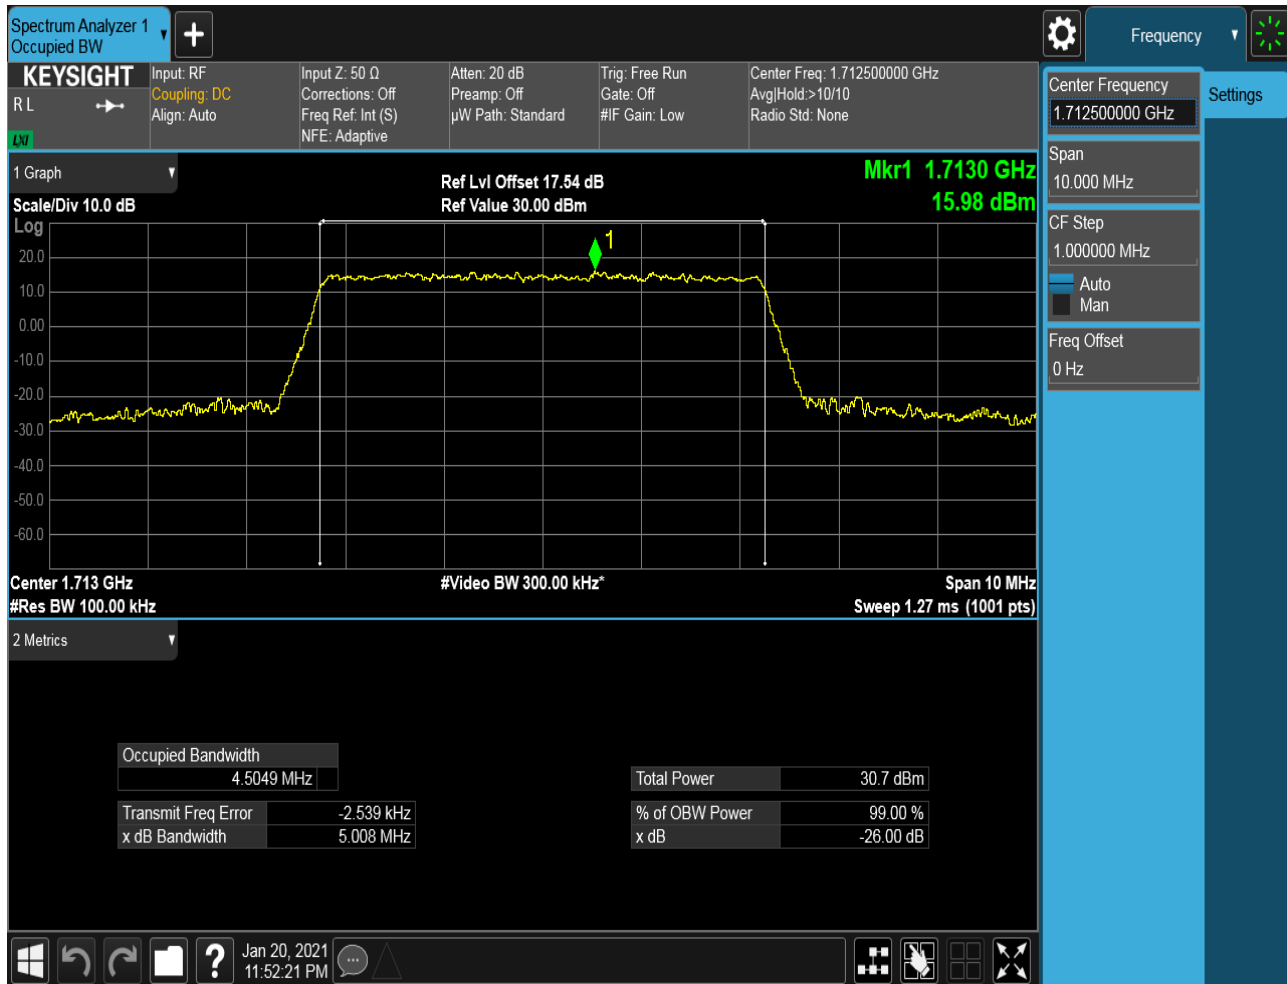 Spectrum Analyzer 1
Occupied BW
Frequency
KEYSIGHT
R L
LXI
Input: RF
Coupling: DC
Align: Auto
Input Z: 50 Ω
Corrections: Off
Freq Ref: Int (S)
NFE: Adaptive
Atten: 20 dB
Preamp: Off
µW Path: Standard
Trig: Free Run
Gate: Off
#IF Gain: Low
Center Freq: 1.712500000 GHz
Avg|Hold:>10/10
Radio Std: None
Center Frequency
1.712500000 GHz
Settings
Span
10.000 MHz
CF Step
1.000000 MHz
Auto
Man
Freq Offset
0 Hz
1 Graph
Scale/Div 10.0 dB
Ref Lvl Offset 17.54 dB
Ref Value 30.00 dBm
Mkr1 1.7130 GHz
15.98 dBm
Log
1
20.0
10.0
0.00
-10.0
-20.0
-30.0
-40.0
-50.0
-60.0
Center 1.713 GHz
#Res BW 100.00 kHz
#Video BW 300.00 kHz*
Span 10 MHz
Sweep 1.27 ms (1001 pts)
2 Metrics
Occupied Bandwidth
4.5049 MHz
Transmit Freq Error -2.539 kHz
x dB Bandwidth 5.008 MHz
Total Power 30.7 dBm
% of OBW Power 99.00 %
x dB -26.00 dB
?
Jan 20, 2021
11:52:21 PM